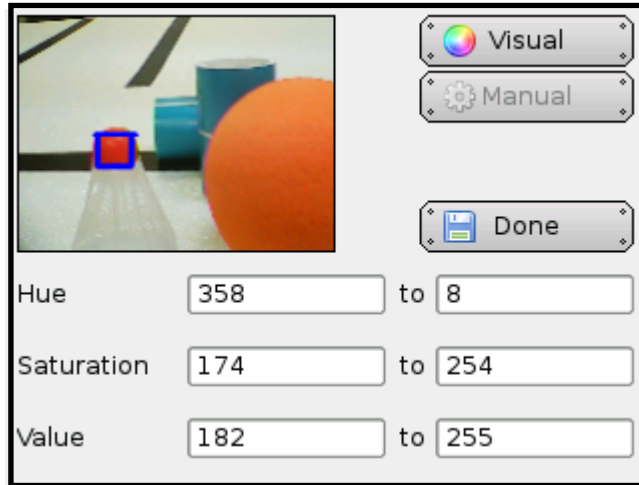 Visual
Manual
Done
Hue 358 to 8
Saturation 174 to 254
Value 182 to 255